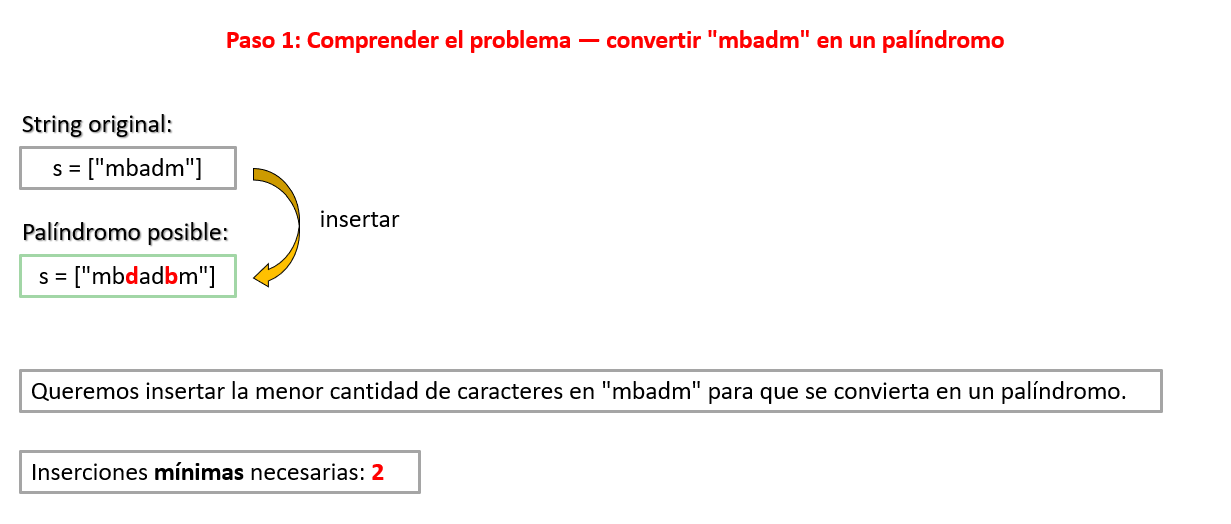 Paso 1: Comprender el problema — convertir "mbadm" en un palíndromo
String original:
s = ["mbadm"]
insertar
Palíndromo posible:
s = ["mbdadbm"]
Queremos insertar la menor cantidad de caracteres en "mbadm" para que se convierta en un palíndromo.
Inserciones mínimas necesarias: 2